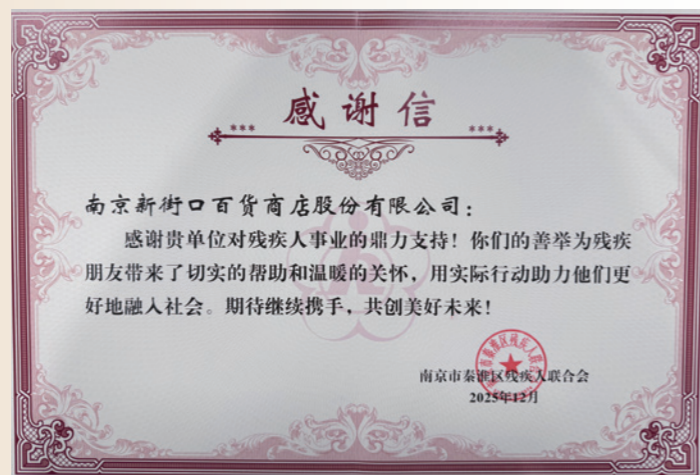 感谢信
南京新街口百货商店股份有限公司：
感谢贵单位对残疾人事业的鼎力支持！你们的善举为残疾
朋友带来了切实的帮助和温暖的关怀，用实际行动助力他们更
好地融入社会。期待继续携手，共创美好未来！
南京市秦淮区残疾人联合会
2025年12月